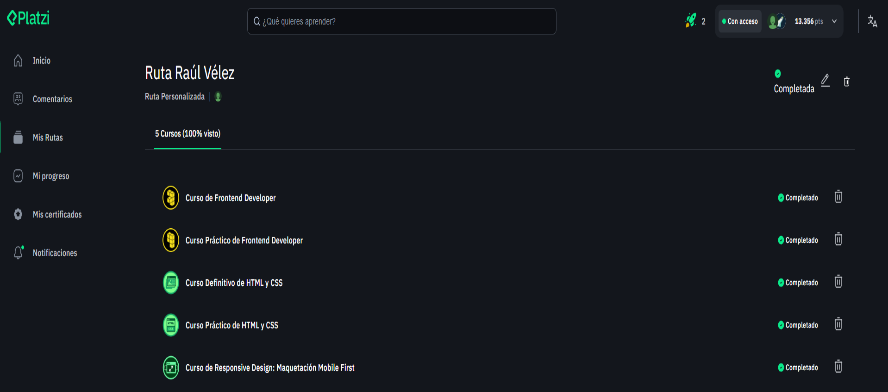 Platzi
¿Qué quieres aprender?
2
Con acceso
13.356 pts
Inicio
Comentarios
Mis Rutas
Mi progreso
Mis certificados
Notificaciones
Ruta Raúl Vélez
Ruta Personalizada
Completada
5 Cursos (100% visto)
Curso de Frontend Developer
Completado
Curso Práctico de Frontend Developer
Completado
Curso Definitivo de HTML y CSS
Completado
Curso Práctico de HTML y CSS
Completado
Curso de Responsive Design: Maquetación Mobile First
Completado